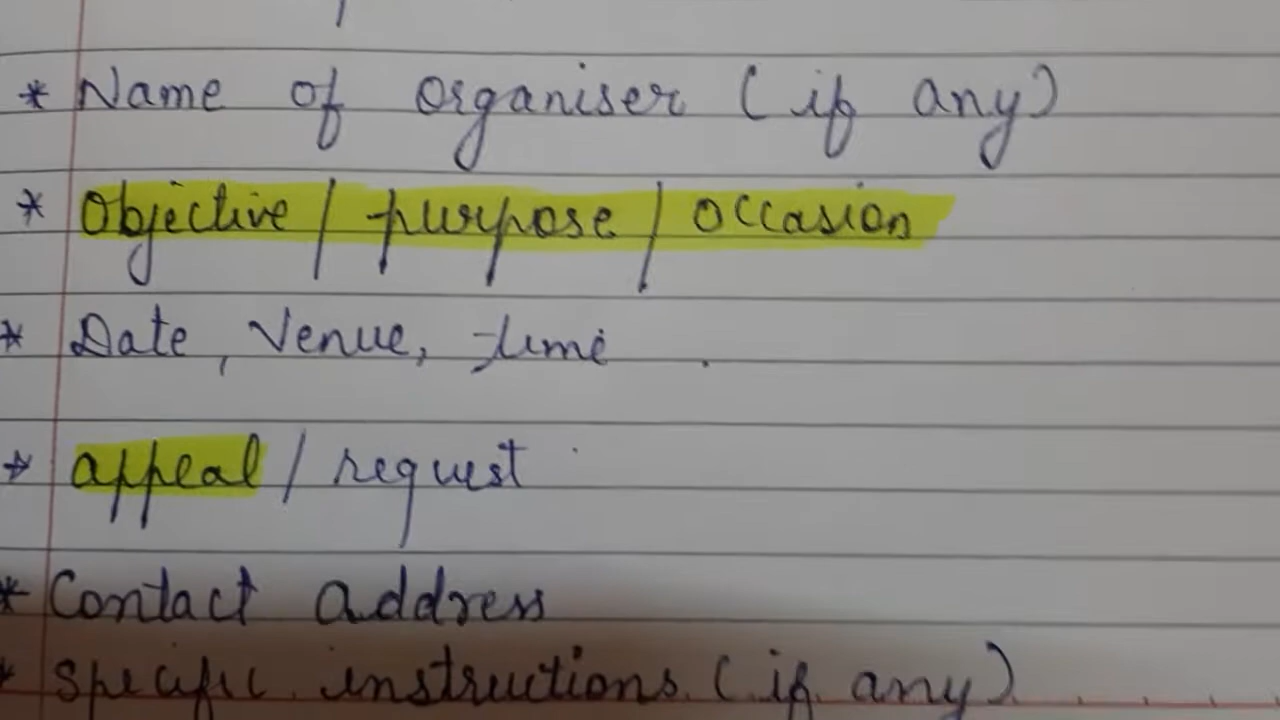 * Name of organiser (if any)
* Objective / purpose / occasion
* Date, Venue, time .
* appeal / request
* Contact address
* Specific instructions (if any)